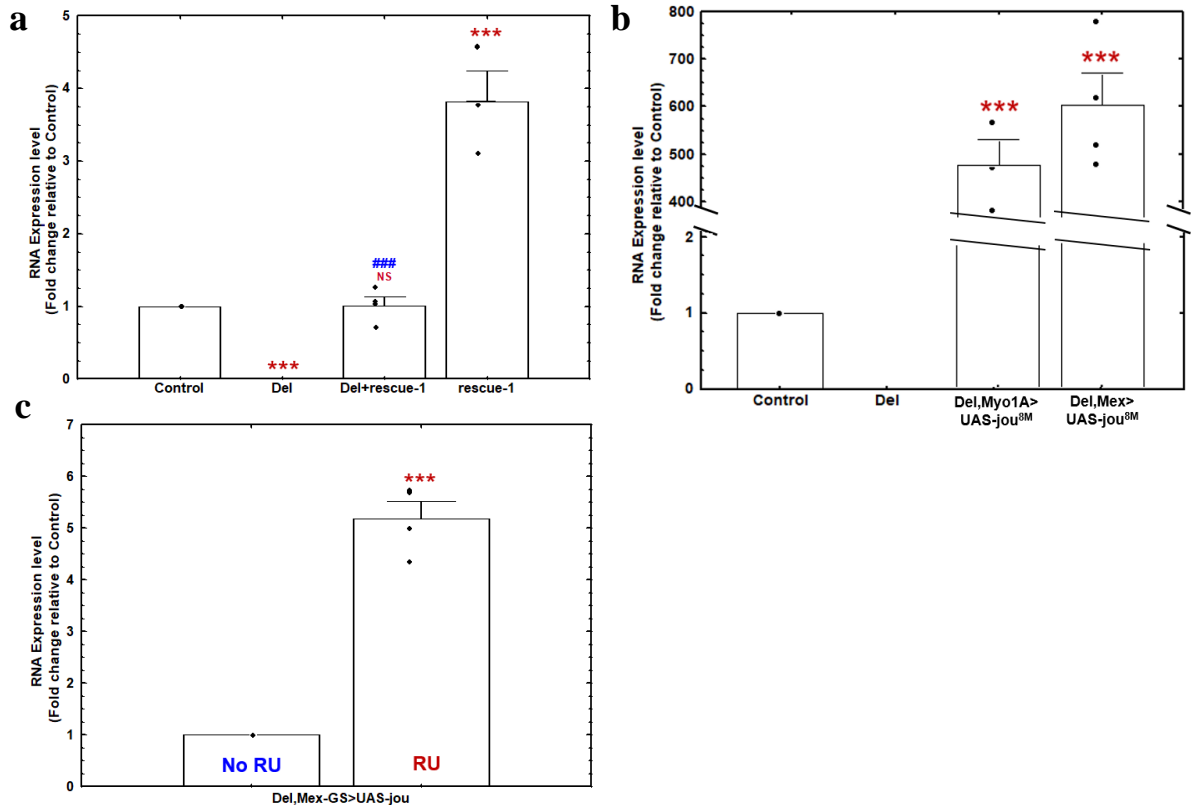 a
RNA Expression level
(Fold change relative to Control)
5
4
3
2
1
0
***
###
NS
***
Control
Del
Del+rescue-1
rescue-1
b
RNA Expression level
(Fold change relative to Control)
800
700
600
500
400
2
1
0
***
***
Control
Del
Del,Myo1A>
UAS-jou8M
Del,Mex>
UAS-jou8M
c
RNA Expression level
(Fold change relative to Control)
7
6
5
4
3
2
1
0
***
No RU
RU
Del,Mex-GS>UAS-jou